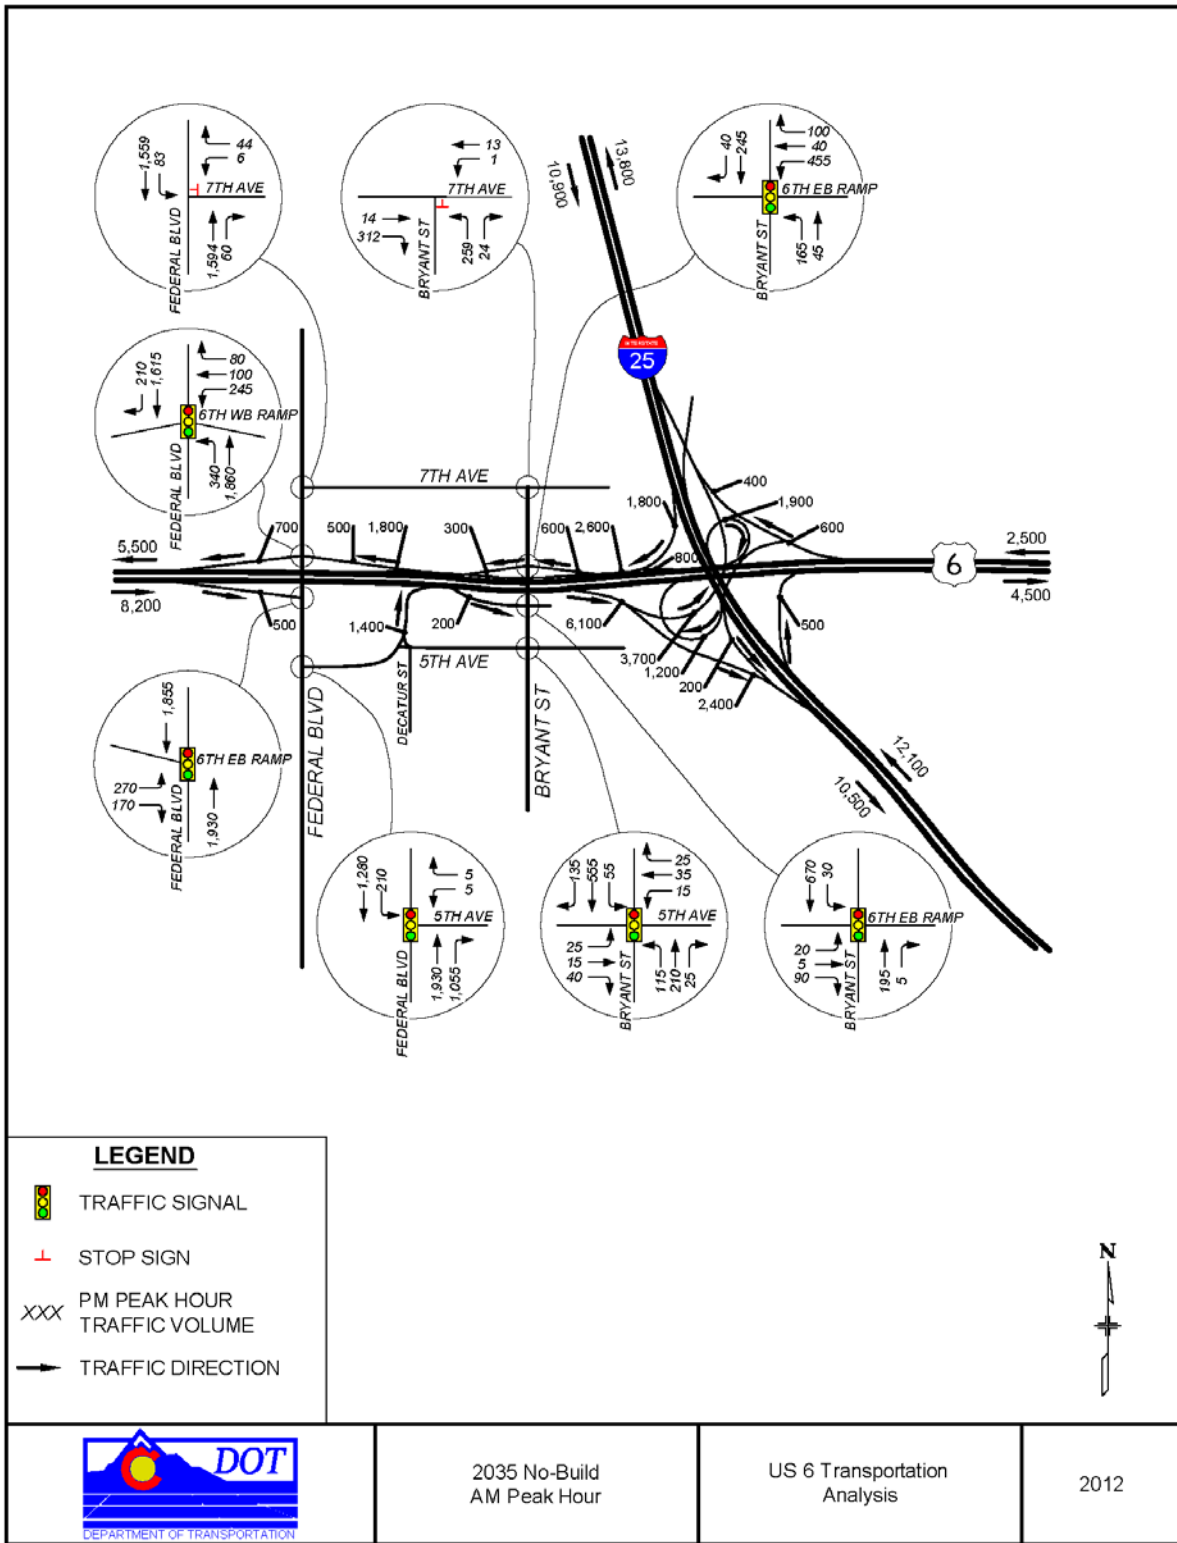 1,559
83
44
6
7TH AVE
FEDERAL BLVD
1,594
60
13
1
7TH AVE
14
312
BRYANT ST
259
24
40
245
100
40
455
6TH EB RAMP
BRYANT ST
165
45
10,900
13,800
INTERSTATE
25
210
1,615
80
100
245
6TH WB RAMP
FEDERAL BLVD
340
1,860
7TH AVE
400
1,900
1,800
600
700
500
1,800
300
600
2,600
800
5,500
2,500
6
8,200
4,500
500
1,400
200
6,100
500
5TH AVE
3,700
1,200
200
2,400
DECATUR ST
FEDERAL BLVD
BRYANT ST
12,100
10,500
1,855
6TH EB RAMP
270
170
FEDERAL BLVD
1,930
1,280
210
5
5
5TH AVE
FEDERAL BLVD
1,930
1,055
135
555
55
25
35
15
5TH AVE
25
15
40
BRYANT ST
115
210
25
670
30
6TH EB RAMP
20
5
90
BRYANT ST
195
5
LEGEND
TRAFFIC SIGNAL
STOP SIGN
XXX PM PEAK HOUR
TRAFFIC VOLUME
TRAFFIC DIRECTION
N
C DOT
DEPARTMENT OF TRANSPORTATION
2035 No-Build
AM Peak Hour
US 6 Transportation
Analysis
2012